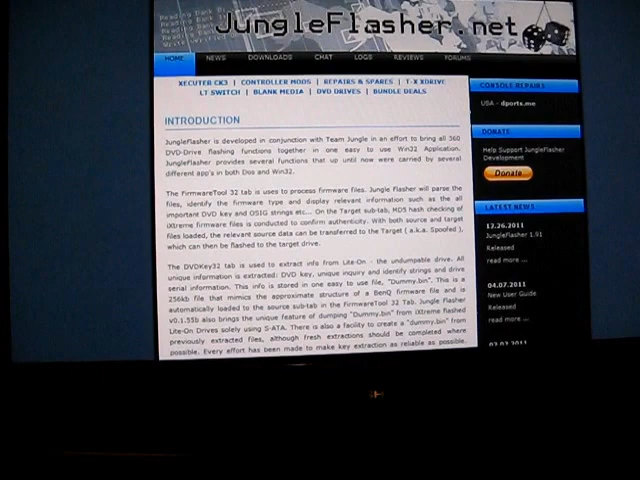 JungleFlasher.net
HOME NEWS DOWNLOADS CHAT LOGS REVIEWS FORUMS
XECUTER CK3 | CONTROLLER MODS | REPAIRS & SPARES | T-X XDRIVE
LT SWITCH | BLANK MEDIA | DVD DRIVES | BUNDLE DEALS
INTRODUCTION
JungleFlasher is developed in conjunction with Team Jungle in an effort to bring all 360
DVD-Drive flashing functions together in one easy to use Win32 Application.
JungleFlasher provides several functions that up until now were carried by several
different app's in both Dos and Win32.
The FirmwareTool 32 tab is used to process firmware files. Jungle Flasher will parse the
files, identify the firmware type and display relevant information such as the all
important DVD key and OSIG strings etc... On the Target sub-tab, MD5 hash checking of
iXtreme firmware files is conducted to confirm authenticity. With both source and target
files loaded, the relevant source data can be transferred to the Target ( a.k.a. Spoofed ),
which can then be flashed to the target drive.
The DVDKey32 tab is used to extract info from Lite-On - the undumpable drive. All
unique information is extracted: DVD key, unique inquiry and identify strings and drive
serial information. This info is stored in one easy to use file, "Dummy.bin". This is a
256kb file that mimics the approximate structure of a BenQ firmware file and is
automatically loaded to the source sub-tab in the FirmwareTool 32 Tab. Jungle flasher
v0.1.55b also brings the unique feature of dumping "Dummy.bin" from iXtreme flashed
Lite-On Drives solely using S-ATA. There is also a facility to create a "dummy.bin" from
previously extracted files, although fresh extractions should be completed where
possible. Every effort has been made to make key extraction as reliable as possible.
CONSOLE REPAIRS
USA - dports.me
DONATE
Help Support JungleFlasher
Development
Donate
LATEST NEWS
12.26.2011
JungleFlasher 1.91
Released
read more ...
04.07.2011
New User Guide
Released
read more ...